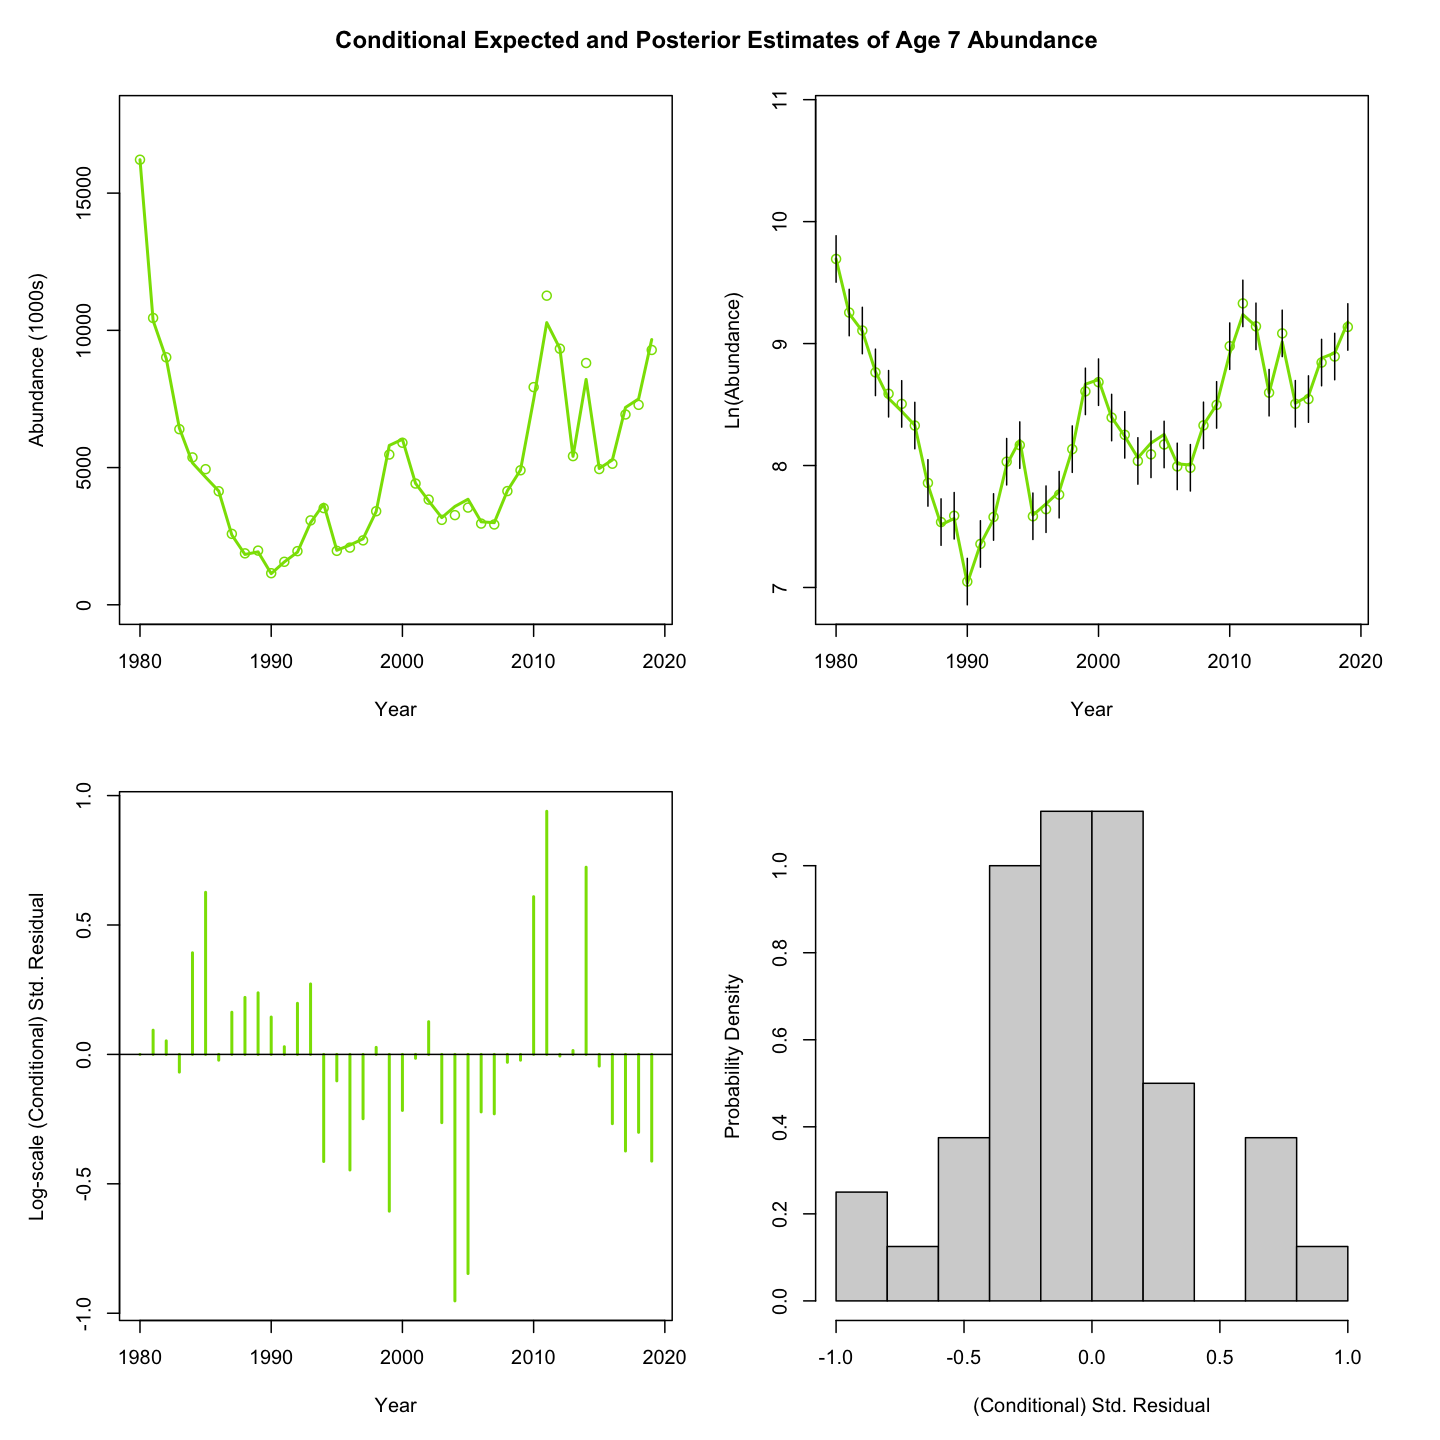 Conditional Expected and Posterior Estimates of Age 7 Abundance
Abundance (1000s)
15000
10000
5000
0
1980 1990 2000 2010 2020
Year
Ln(Abundance)
11
10
9
8
7
1980 1990 2000 2010 2020
Year
Log-scale (Conditional) Std. Residual
1.0
0.5
0.0
-0.5
-1.0
1980 1990 2000 2010 2020
Year
Probability Density
1.0
0.8
0.6
0.4
0.2
0.0
-1.0 -0.5 0.0 0.5 1.0
(Conditional) Std. Residual